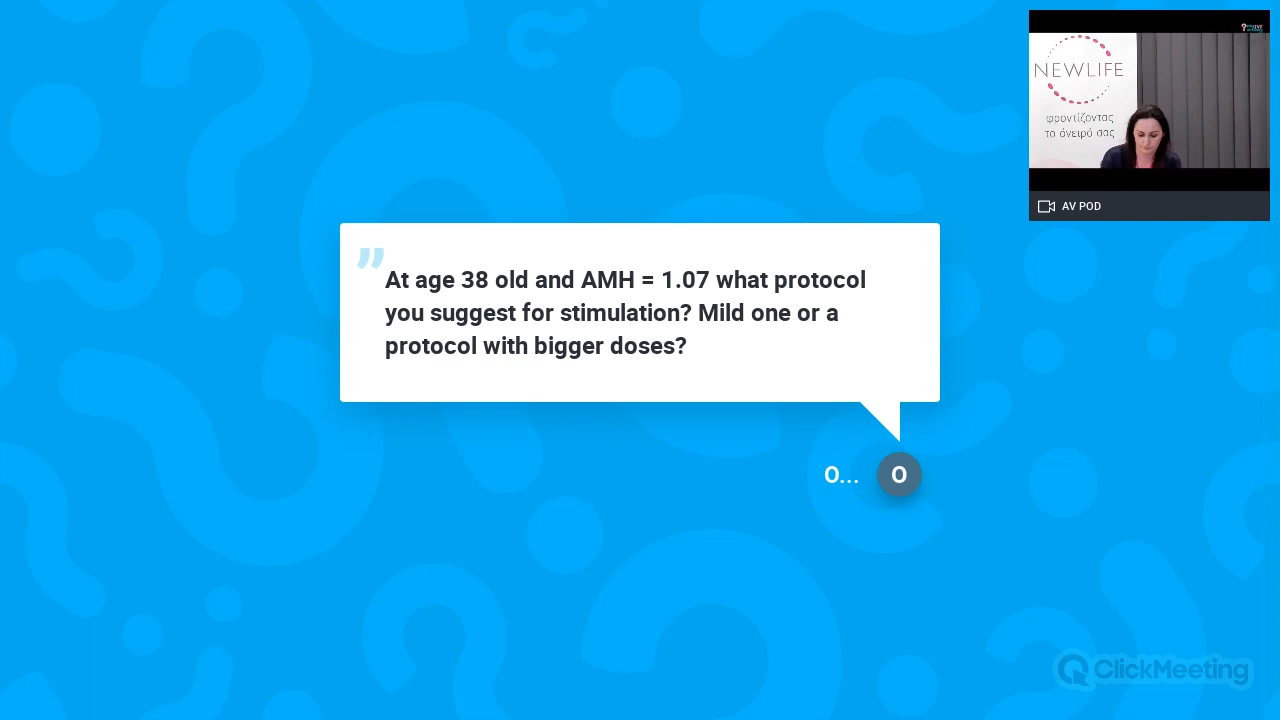 At age 38 old and AMH = 1.07 what protocol
you suggest for stimulation? Mild one or a
protocol with bigger doses?
O... O
NEWLIFE
φροντίζοντας
το όνειρό σας
AV POD
ClickMeeting